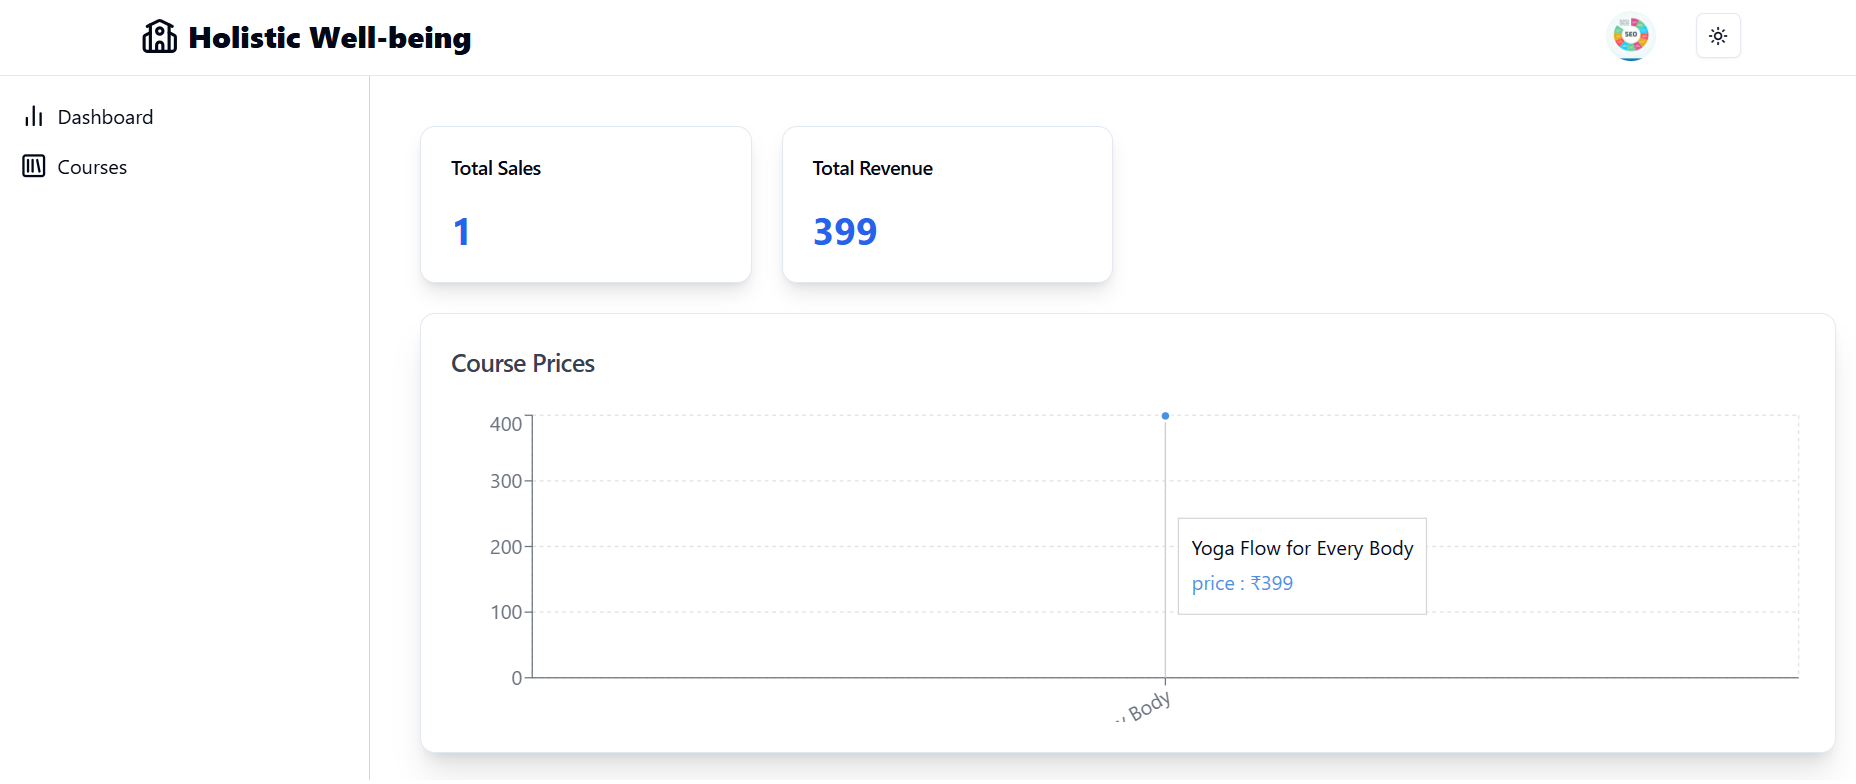 Holistic Well-being
SEO
Dashboard
Courses
Total Sales
1
Total Revenue
399
Course Prices
400
300
200
100
0
Yoga Flow for Every Body
price : ₹399
y Body